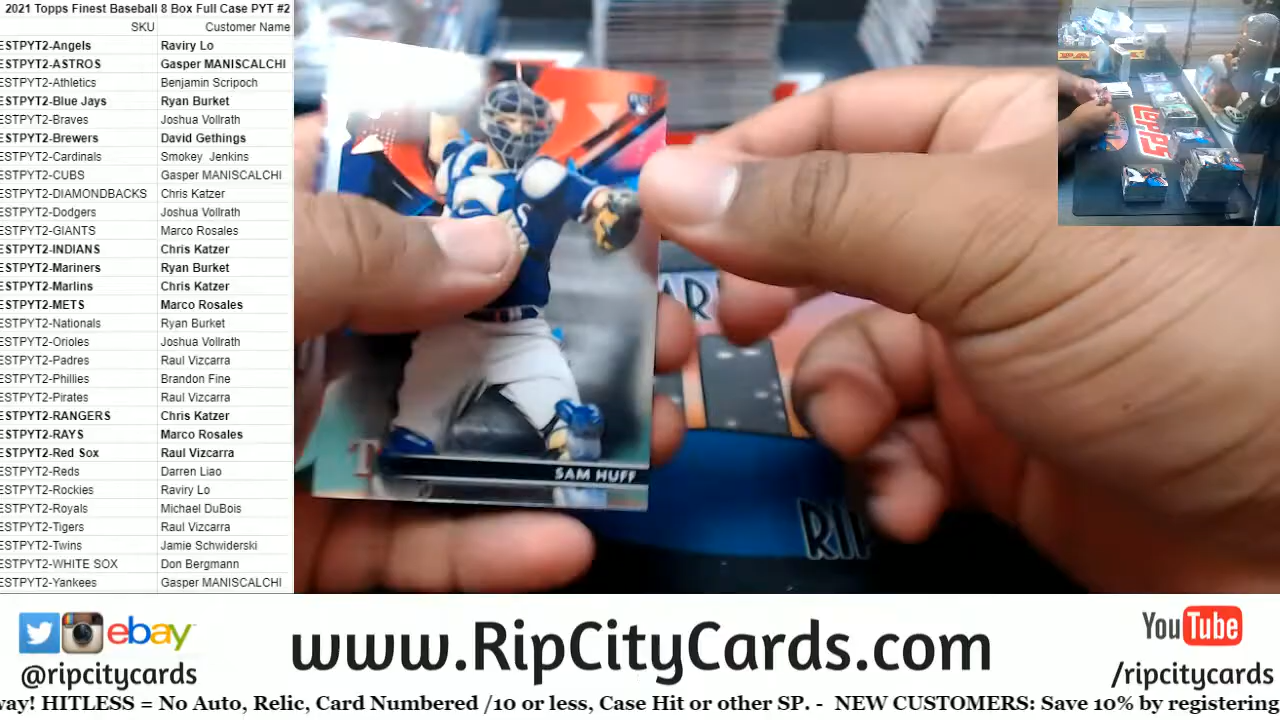 2021 Topps Finest Baseball 8 Box Full Case PYT #2
SKU Customer Name
ESTPYT2-Angels Raviry Lo
ESTPYT2-ASTROS Gasper MANISCALCHI
ESTPYT2-Athletics Benjamin Scripoch
ESTPYT2-Blue Jays Ryan Burket
ESTPYT2-Braves Joshua Vollrath
ESTPYT2-Brewers David Gethings
ESTPYT2-Cardinals Smokey Jenkins
ESTPYT2-CUBS Gasper MANISCALCHI
ESTPYT2-DIAMONDBACKS Chris Katzer
ESTPYT2-Dodgers Joshua Vollrath
ESTPYT2-GIANTS Marco Rosales
ESTPYT2-INDIANS Chris Katzer
ESTPYT2-Mariners Ryan Burket
ESTPYT2-Marlins Chris Katzer
ESTPYT2-METS Marco Rosales
ESTPYT2-Nationals Ryan Burket
ESTPYT2-Orioles Joshua Vollrath
ESTPYT2-Padres Raul Vizcarra
ESTPYT2-Phillies Brandon Fine
ESTPYT2-Pirates Raul Vizcarra
ESTPYT2-RANGERS Chris Katzer
ESTPYT2-RAYS Marco Rosales
ESTPYT2-Red Sox Raul Vizcarra
ESTPYT2-Reds Darren Liao
ESTPYT2-Rockies Raviry Lo
ESTPYT2-Royals Michael DuBois
ESTPYT2-Tigers Raul Vizcarra
ESTPYT2-Twins Jamie Schwiderski
ESTPYT2-WHITE SOX Don Bergmann
ESTPYT2-Yankees Gasper MANISCALCHI
SAM HUFF
RIP
ebay
@ripcitycards
www.RipCityCards.com
YouTube
/ripcitycards
way! HITLESS = No Auto, Relic, Card Numbered /10 or less, Case Hit or other SP. - NEW CUSTOMERS: Save 10% by registering